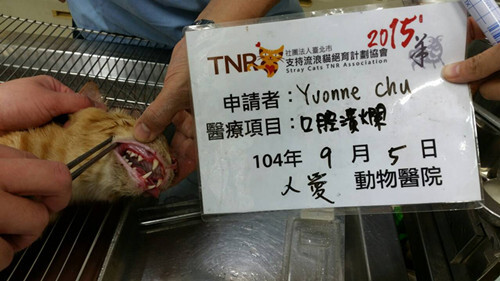 TNR 社團法人臺北市
支持流浪貓絕育計劃協會
Stray Cats TNR Association
2015'
申請者：Yvonne chu
醫療項目：口腔潰爛
104年 9 月 5 日
愛 動物醫院